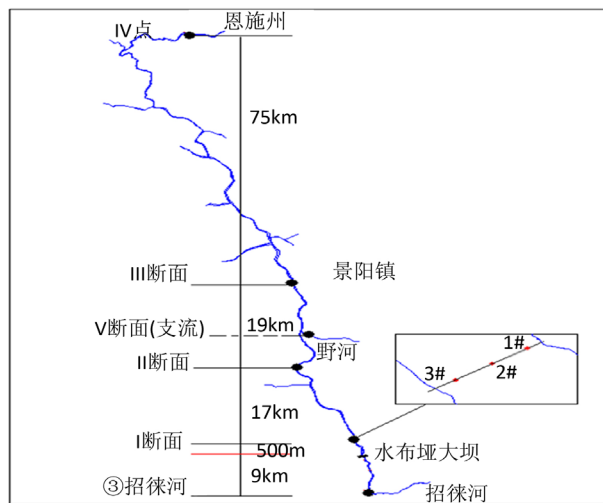 IV点
恩施州
75km
III断面
景阳镇
V断面(支流)
19km
野河
II断面
1#
2#
3#
17km
I断面
500m
水布垭大坝
9km
③招徕河
招徕河